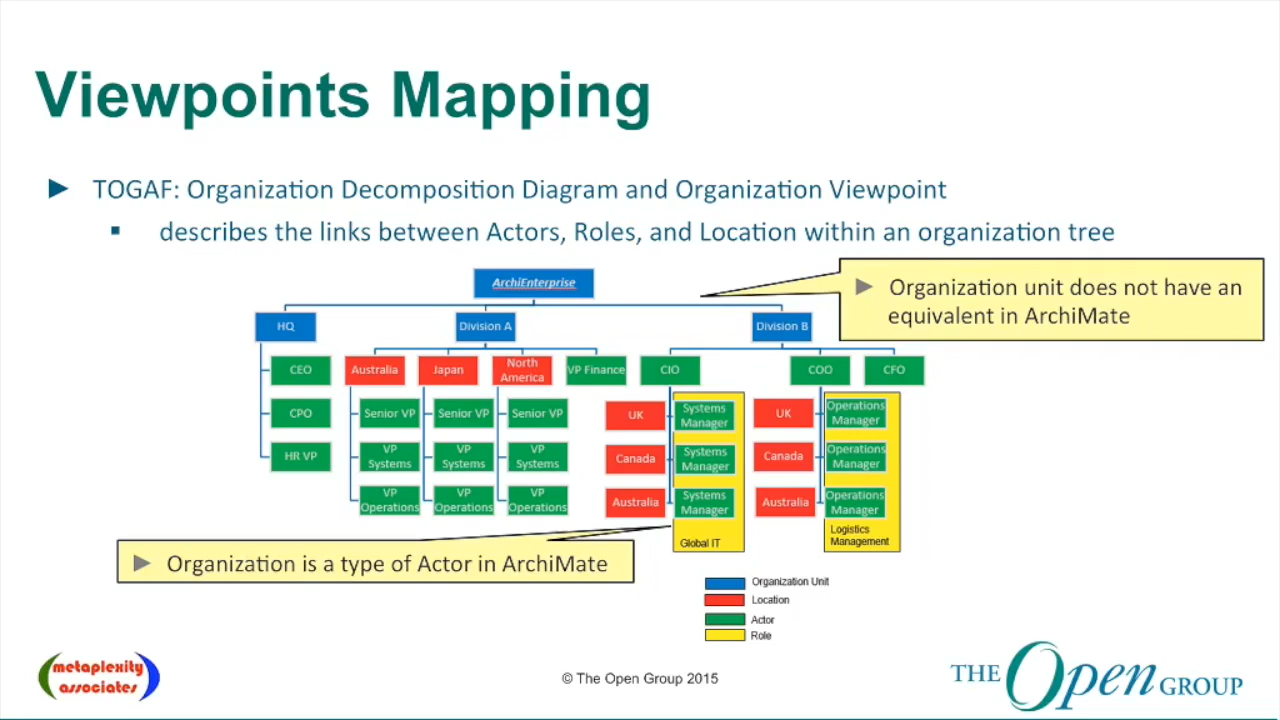 Viewpoints Mapping
► TOGAF: Organization Decomposition Diagram and Organization Viewpoint
▪ describes the links between Actors, Roles, and Location within an organization tree
ArchiEnterprise
► Organization unit does not have an
equivalent in ArchiMate
HQ
Division A
Division B
CEO
Australia
Japan
North
America
VP Finance
CIO
COO
CFO
CPO
Senior VP
Senior VP
Senior VP
UK
Systems
Manager
UK
Operations
Manager
HR VP
VP
Systems
VP
Systems
VP
Systems
Canada
Systems
Manager
Canada
Operations
Manager
VP
Operations
VP
Operations
VP
Operations
Australia
Systems
Manager
Australia
Operations
Manager
Global IT
Logistics
Management
► Organization is a type of Actor in ArchiMate
Organization Unit
Location
Actor
Role
metaplexity
associates
© The Open Group 2015
THE Open GROUP